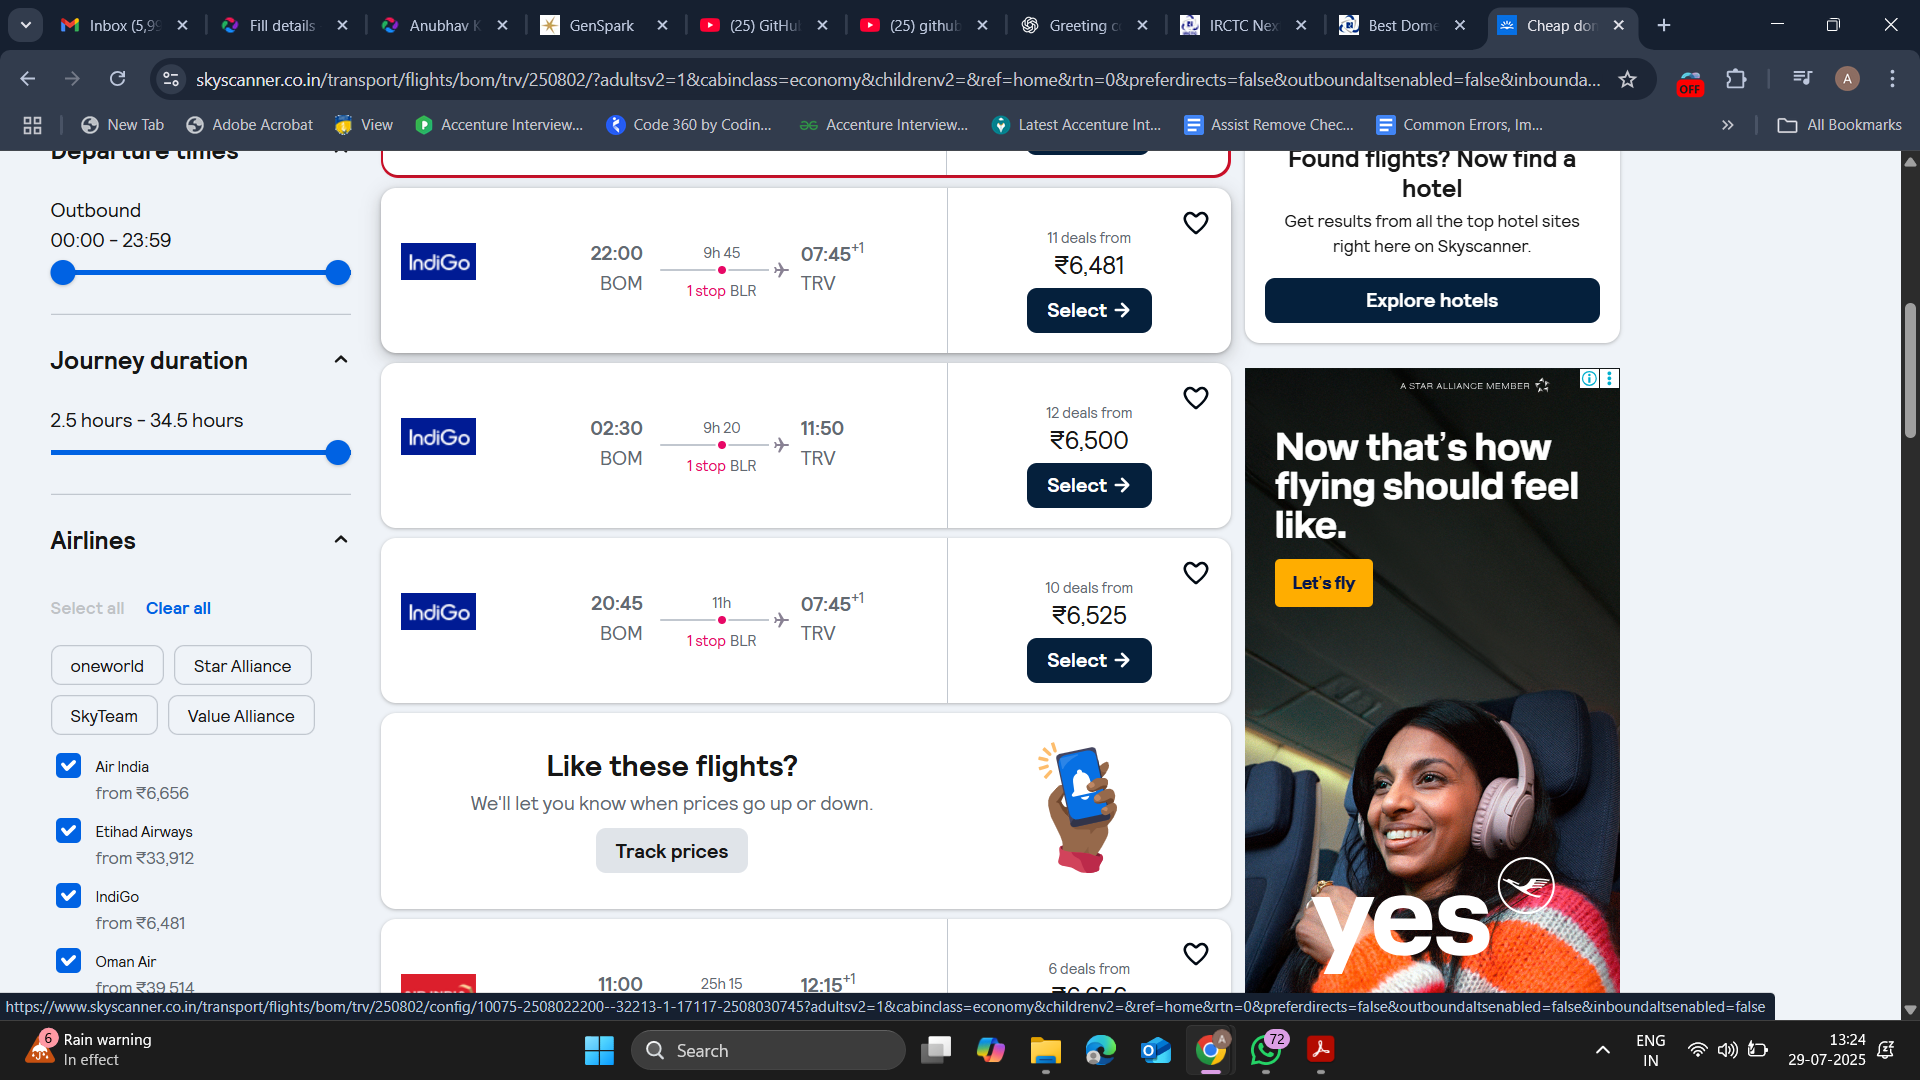 Inbox (5,99
Fill details
Anubhav K
GenSpark
(25) GitHu
(25) github
Greeting c
IRCTC Nex
Best Dome
Cheap don
skyscanner.co.in/transport/flights/bom/trv/250802/?adultsv2=1&cabinclass=economy&childrenv2=&ref=home&rtn=0&preferdirects=false&outboundaltsenabled=false&inbounda...
OFF
A
New Tab
Adobe Acrobat
View
Accenture Interview...
Code 360 by Codin...
Accenture Interview...
Latest Accenture Int...
Assist Remove Chec...
Common Errors, Im...
All Bookmarks
Departure times
Outbound
00:00 - 23:59
Journey duration
2.5 hours - 34.5 hours
Airlines
Select all Clear all
oneworld
Star Alliance
SkyTeam
Value Alliance
Air India
from ₹6,656
Etihad Airways
from ₹33,912
IndiGo
from ₹6,481
Oman Air
from ₹39,514
IndiGo
22:00
BOM
9h 45
1 stop BLR
07:45+1
TRV
11 deals from
₹6,481
Select →
IndiGo
02:30
BOM
9h 20
1 stop BLR
11:50
TRV
12 deals from
₹6,500
Select →
IndiGo
20:45
BOM
11h
1 stop BLR
07:45+1
TRV
10 deals from
₹6,525
Select →
Like these flights?
We'll let you know when prices go up or down.
Track prices
AIR INDIA
11:00
25h 15
12:15+1
6 deals from
₹6,656
Found flights? Now find a
hotel
Get results from all the top hotel sites
right here on Skyscanner.
Explore hotels
A STAR ALLIANCE MEMBER
Now that's how
flying should feel
like.
Let's fly
yes
https://www.skyscanner.co.in/transport/flights/bom/trv/250802/config/10075-2508022200--32213-1-17117-2508030745?adultsv2=1&cabinclass=economy&childrenv2=&ref=home&rtn=0&preferdirects=false&outboundaltsenabled=false&inboundaltsenabled=false
6
Rain warning
In effect
Search
A
72
ENG
IN
13:24
29-07-2025